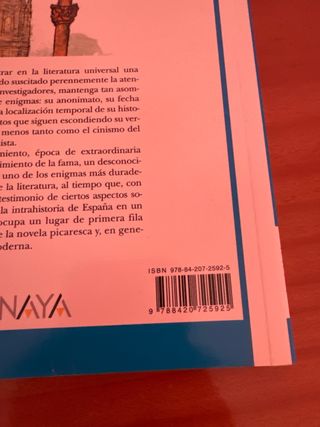 rar en la literatura universal una
do suscitado perennemente la aten-
nvestigadores, mantenga tan asom-
e enigmas: su anonimato, su fecha
a localización temporal de su histo-
tos que siguen escondiendo su ver-
menos tanto como el cinismo del
ista.
miento, época de extraordinaria
imiento de la fama, un desconoci-
uno de los enigmas más durade-
e la literatura, al tiempo que, con
testimonio de ciertos aspectos so-
la intrahistoria de España en un
ocupa un lugar de primera fila
e la novela picaresca y, en gene-
oderna.
ISBN 978-84-207-2592-5
9 788420 725925
NAYA